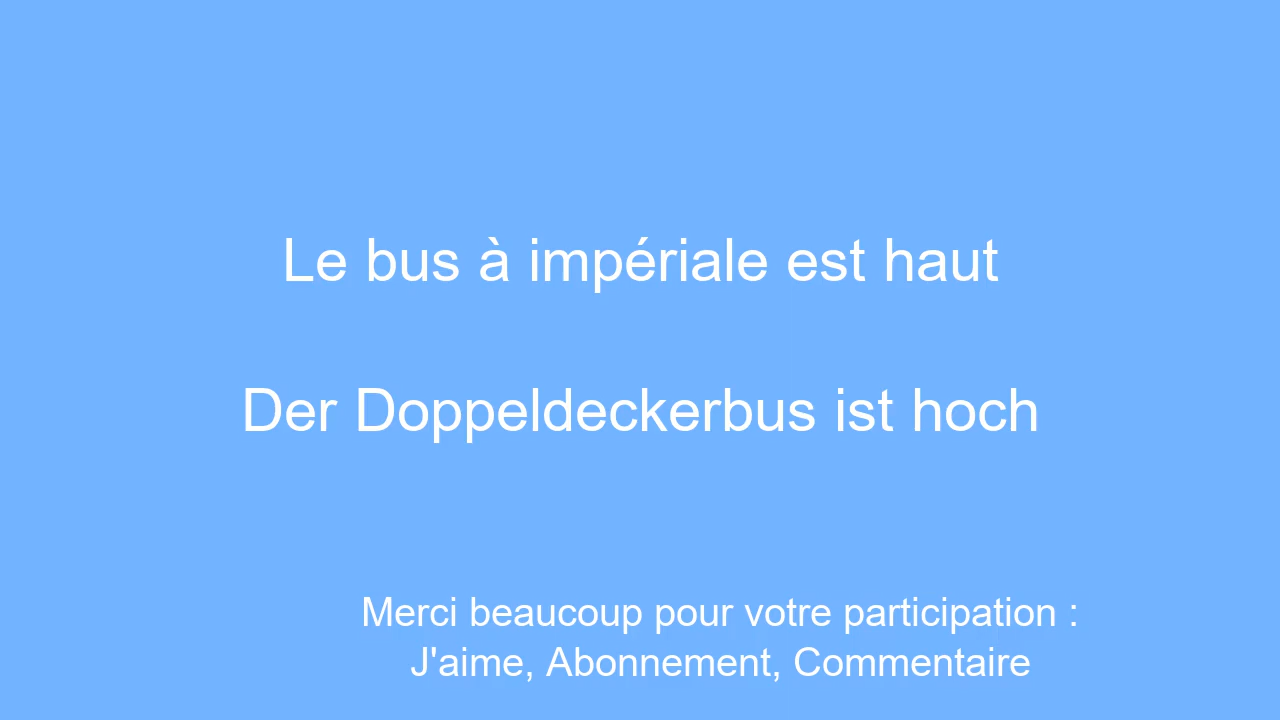 Le bus à impériale est haut
Der Doppeldeckerbus ist hoch
Merci beaucoup pour votre participation :
J'aime, Abonnement, Commentaire